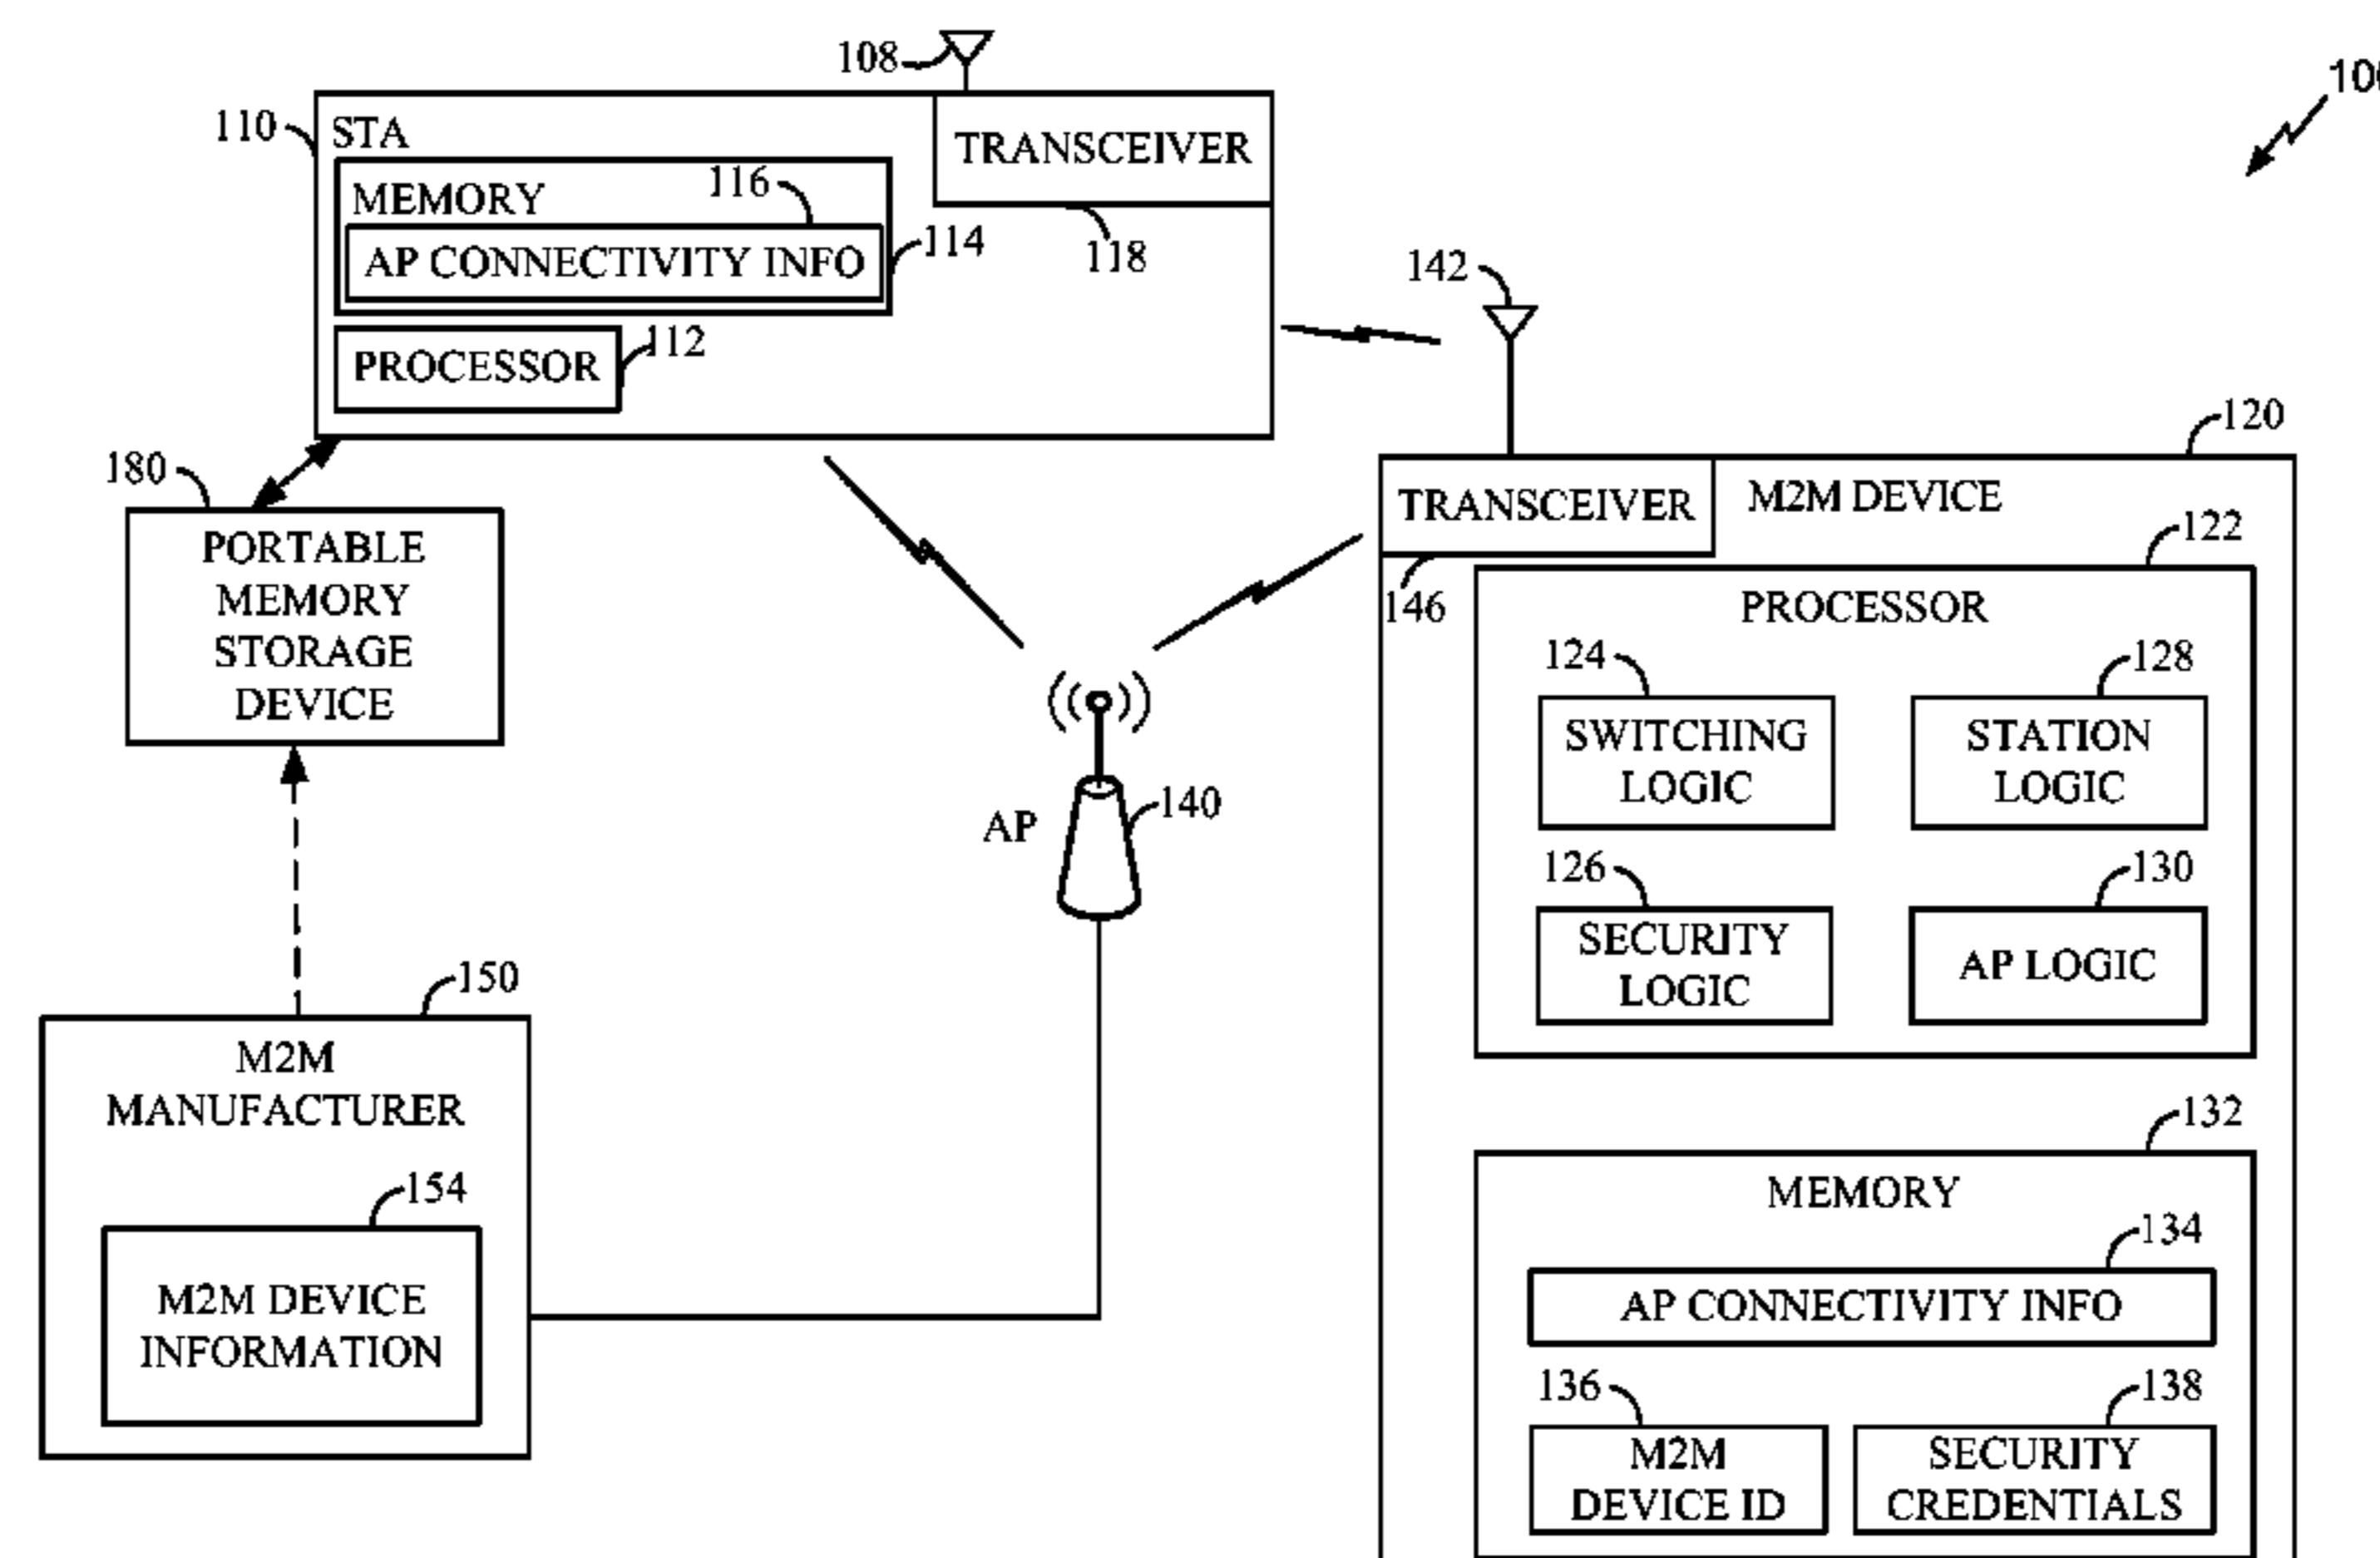 108
100
110
STA
TRANSCEIVER
116
MEMORY
AP CONNECTIVITY INFO
114
118
142
112
PROCESSOR
120
180
TRANSCEIVER
M2M DEVICE
PORTABLE
MEMORY
STORAGE
DEVICE
122
146
PROCESSOR
124
128
SWITCHING
LOGIC
STATION
LOGIC
AP
140
126
130
SECURITY
LOGIC
AP LOGIC
150
M2M
MANUFACTURER
132
MEMORY
154
134
M2M DEVICE
INFORMATION
AP CONNECTIVITY INFO
136
138
M2M
DEVICE ID
SECURITY
CREDENTIALS